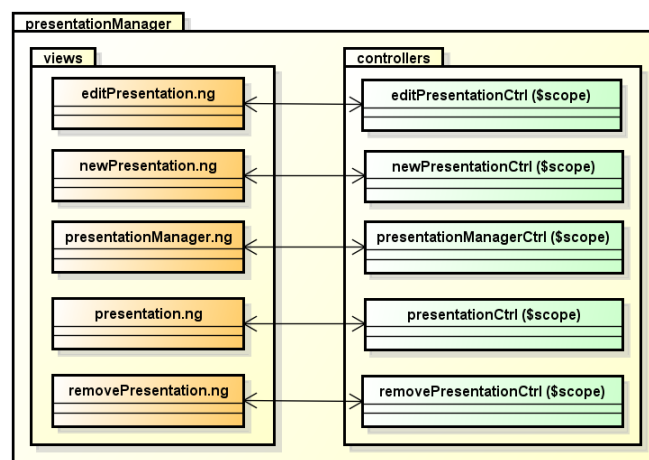 presentationManager
views
controllers
editPresentation.ng
editPresentationCtrl ($scope)
newPresentation.ng
newPresentationCtrl ($scope)
presentationManager.ng
presentationManagerCtrl ($scope)
presentation.ng
presentationCtrl ($scope)
removePresentation.ng
removePresentationCtrl ($scope)